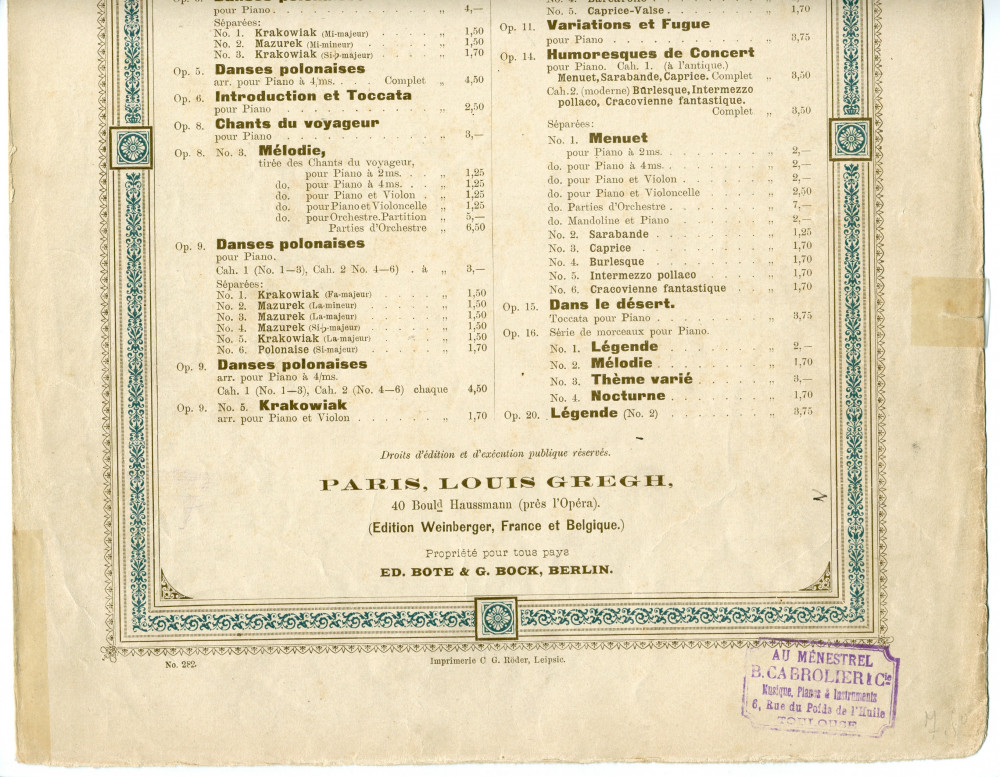 pour Piano . . . . . . . . „ 4,—
Séparées:
No. 1. Krakowiak (Mi-majeur) . . . . . „ 1,50
No. 2. Mazurek (Mi-mineur) . . . . . „ 1,50
No. 3. Krakowiak (Si-♭-majeur) . . . . „ 1,70
Op. 5. Danses polonaises
arr. pour Piano à 4/ms. . . . Complet „ 4,50
Op. 6. Introduction et Toccata
pour Piano . . . . . . . . „ 2,50
Op. 8. Chants du voyageur
pour Piano . . . . . . . . „ 3,—
Op. 8. No. 3. Mélodie,
tirée des Chants du voyageur,
pour Piano à 2 ms. . . „ 1,25
do. pour Piano à 4 ms. . . „ 1,25
do. pour Piano et Violon . „ 1,25
do. pour Piano et Violoncelle „ 1,25
do. pour Orchestre. Partition „ 5,—
Parties d'Orchestre „ 6,50
Op. 9. Danses polonaises
pour Piano.
Cah. 1 (No. 1—3), Cah. 2 No. 4—6) . à „ 3,—
Séparées:
No. 1. Krakowiak (Fa-majeur) . . . . . „ 1,50
No. 2. Mazurek (La-mineur) . . . . . „ 1,50
No. 3. Mazurek (La-majeur) . . . . . „ 1,50
No. 4. Mazurek (Si-♭-majeur) . . . . . „ 1,50
No. 5. Krakowiak (La-majeur) . . . . . „ 1,50
No. 6. Polonaise (Si-majeur) . . . . . „ 1,70
Op. 9. Danses polonaises
arr. pour Piano à 4/ms.
Cah. 1 (No. 1—3), Cah. 2 (No. 4—6) chaque 4,50
Op. 9. No. 5. Krakowiak
arr. pour Piano et Violon . . . . . . „ 1,70
No. 5. Caprice-Valse . . . . . . „ 1,70
Op. 11. Variations et Fugue
pour Piano . . . . . . . . „ 3,75
Op. 14. Humoresques de Concert
pour Piano. Cah. 1. (à l'antique.)
Menuet, Sarabande, Caprice. Complet „ 3,50
Cah. 2. (moderne) Bûrlesque, Intermezzo
pollaco, Cracovienne fantastique.
Complet „ 3,50
Séparées:
No. 1. Menuet
pour Piano à 2 ms. . . . . . . „ 2,—
do. pour Piano à 4 ms. . . . . . . „ 2,—
do. pour Piano et Violon . . . . . „ 2,—
do. pour Piano et Violoncelle . . . „ 2,50
do. Parties d'Orchestre . . . . . . „ 7,—
do. Mandoline et Piano . . . . . . „ 2,—
No. 2. Sarabande . . . . . . . „ 1,25
No. 3. Caprice . . . . . . . . „ 1,70
No. 4. Burlesque . . . . . . . „ 1,70
No. 5. Intermezzo pollaco . . . . „ 1,70
No. 6. Cracovienne fantastique . . „ 1,70
Op. 15. Dans le désert.
Toccata pour Piano . . . . . . „ 3,75
Op. 16. Série de morceaux pour Piano.
No. 1. Légende . . . . . . „ 2,—
No. 2. Mélodie . . . . . . „ 1,70
No. 3. Thème varié . . . . „ 3,—
No. 4. Nocturne . . . . . „ 1,70
Op. 20. Légende (No. 2) . . . . . „ 3,75
Droits d'édition et d'exécution publique réservés.
PARIS, LOUIS GREGH,
40 Bould Haussmann (près l'Opéra).
(Edition Weinberger, France et Belgique.)
Propriété pour tous pays
ED. BOTE & G. BOCK, BERLIN.
No. 282.
Imprimerie C. G. Röder, Leipsic.
AU MÉNESTREL
B. CABROLIER & Cie
Musique, Pianos & Instruments
6, Rue du Poids de l'Huile
TOULOUSE